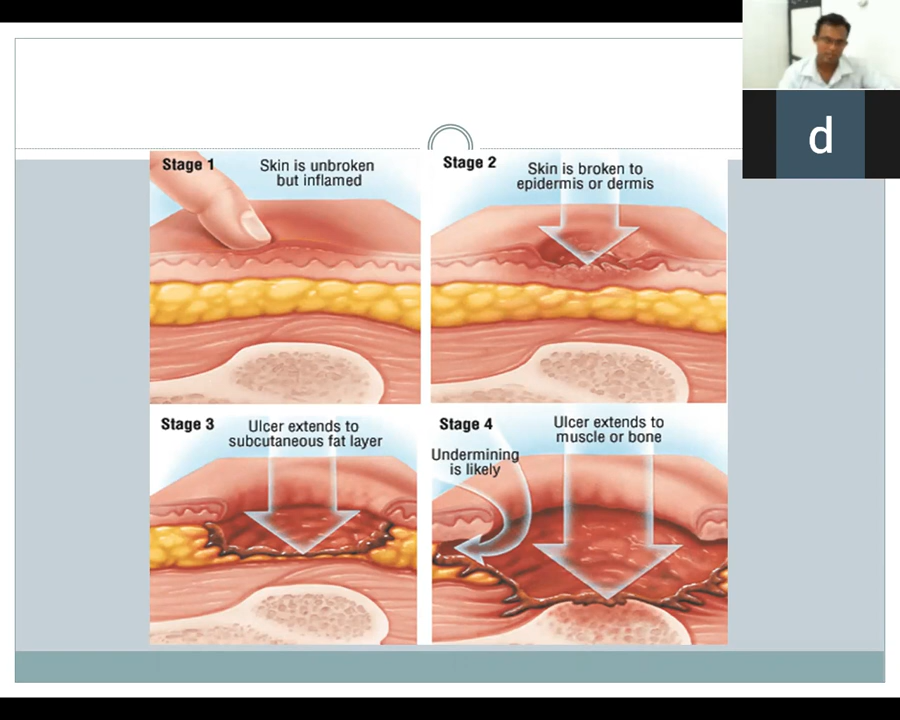 Stage 1
Skin is unbroken
but inflamed
Stage 2
Skin is broken to
epidermis or dermis
Stage 3
Ulcer extends to
subcutaneous fat layer
Stage 4
Ulcer extends to
muscle or bone
Undermining
is likely
d